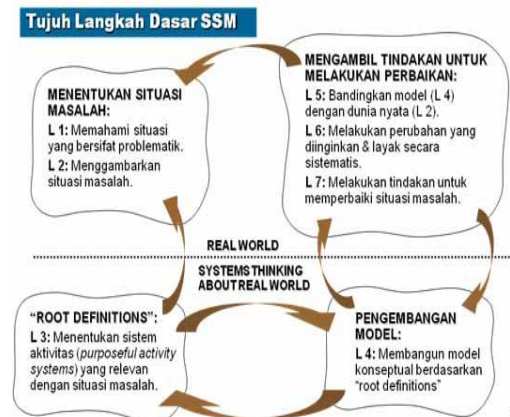 Tujuh Langkah Dasar SSM
MENENTUKAN SITUASI
MASALAH:
L 1: Memahami situasi
yang bersifat problematik.
L 2: Menggambarkan
situasi masalah.
MENGAMBIL TINDAKAN UNTUK
MELAKUKAN PERBAIKAN:
L 5: Bandingkan model (L 4)
dengan dunia nyata (L 2).
L 6: Melakukan perubahan yang
diinginkan & layak secara
sistematis.
L 7: Melakukan tindakan untuk
memperbaiki situasi masalah.
REAL WORLD
SYSTEMS THINKING
ABOUT REAL WORLD
“ROOT DEFINITIONS”:
L 3: Menentukan sistem
aktivitas (purposeful activity
systems) yang relevan
dengan situasi masalah.
PENGEMBANGAN
MODEL:
L 4: Membangun model
konseptual berdasarkan
“root definitions”